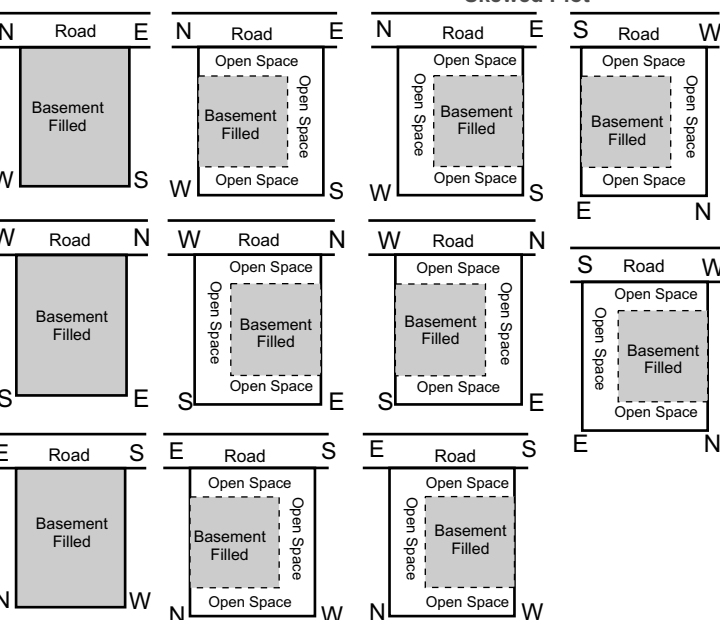 N Road E
Basement
Filled
W S
N Road E
Open Space
Open Space
Basement
Filled
Open Space
W S
N Road E
Open Space
Open Space
Basement
Filled
Open Space
W S
S Road W
Open Space
Open Space
Basement
Filled
Open Space
E N
W Road N
Basement
Filled
S E
W Road N
Open Space
Open Space
Basement
Filled
Open Space
S E
W Road N
Open Space
Open Space
Basement
Filled
Open Space
S E
S Road W
Open Space
Open Space
Basement
Filled
Open Space
E N
E Road S
Basement
Filled
N W
E Road S
Open Space
Open Space
Basement
Filled
Open Space
N W
E Road S
Open Space
Open Space
Basement
Filled
Open Space
N W